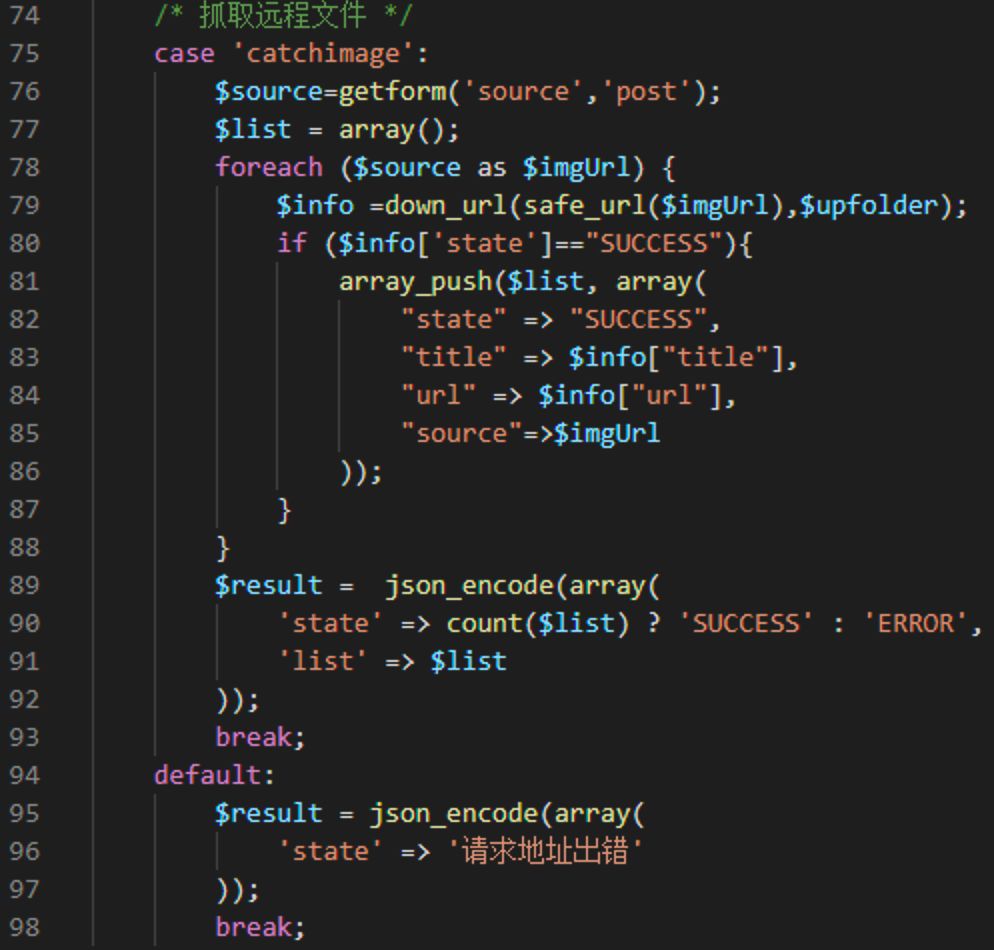 74 /* 抓取远程文件 */
75 case 'catchimage':
76 $source=getform('source','post');
77 $list = array();
78 foreach ($source as $imgUrl) {
79 $info =down_url(safe_url($imgUrl),$upfolder);
80 if ($info['state']=="SUCCESS"){
81 array_push($list, array(
82 "state" => "SUCCESS",
83 "title" => $info["title"],
84 "url" => $info["url"],
85 "source"=>$imgUrl
86 ));
87 }
88 }
89 $result =  json_encode(array(
90 'state' => count($list) ? 'SUCCESS' : 'ERROR',
91 'list' => $list
92 ));
93 break;
94 default:
95 $result = json_encode(array(
96 'state' => '请求地址出错'
97 ));
98 break;